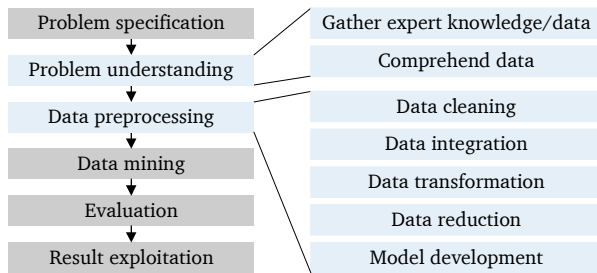 Problem specification
Problem understanding
Data preprocessing
Data mining
Evaluation
Result exploitation
Gather expert knowledge/data
Comprehend data
Data cleaning
Data integration
Data transformation
Data reduction
Model development